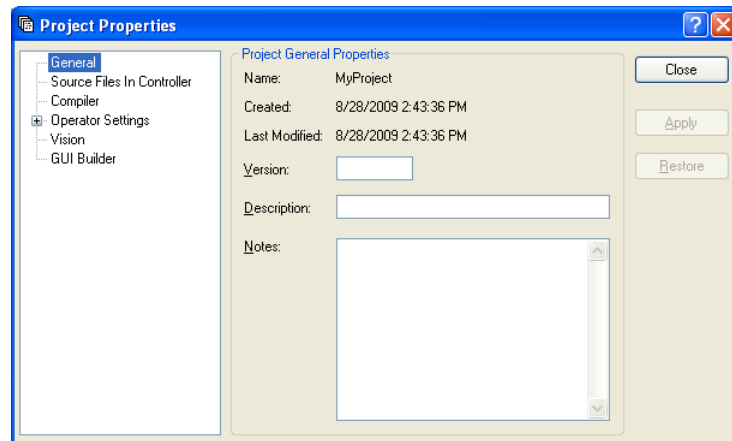 Project Properties
General
Source Files In Controller
Compiler
Operator Settings
Vision
GUI Builder
Project General Properties
Name: MyProject
Created: 8/28/2009 2:43:36 PM
Last Modified: 8/28/2009 2:43:36 PM
Version:
Description:
Notes:
Close
Apply
Restore